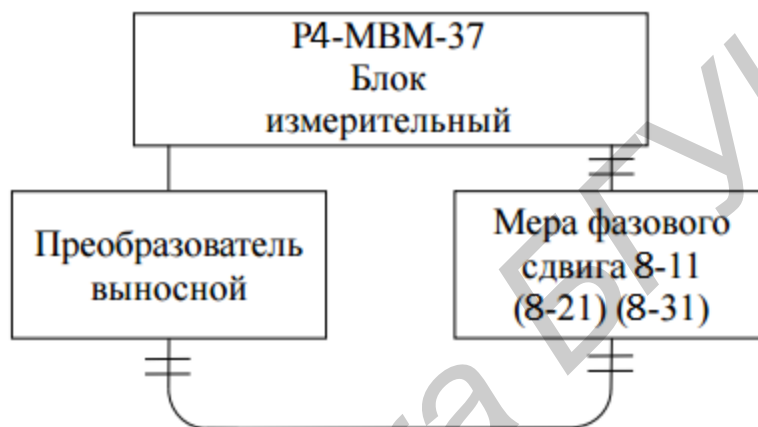 Р4-МВМ-37
Блок
измерительный
Преобразователь
выносной
Мера фазового
сдвига 8-11
(8-21) (8-31)